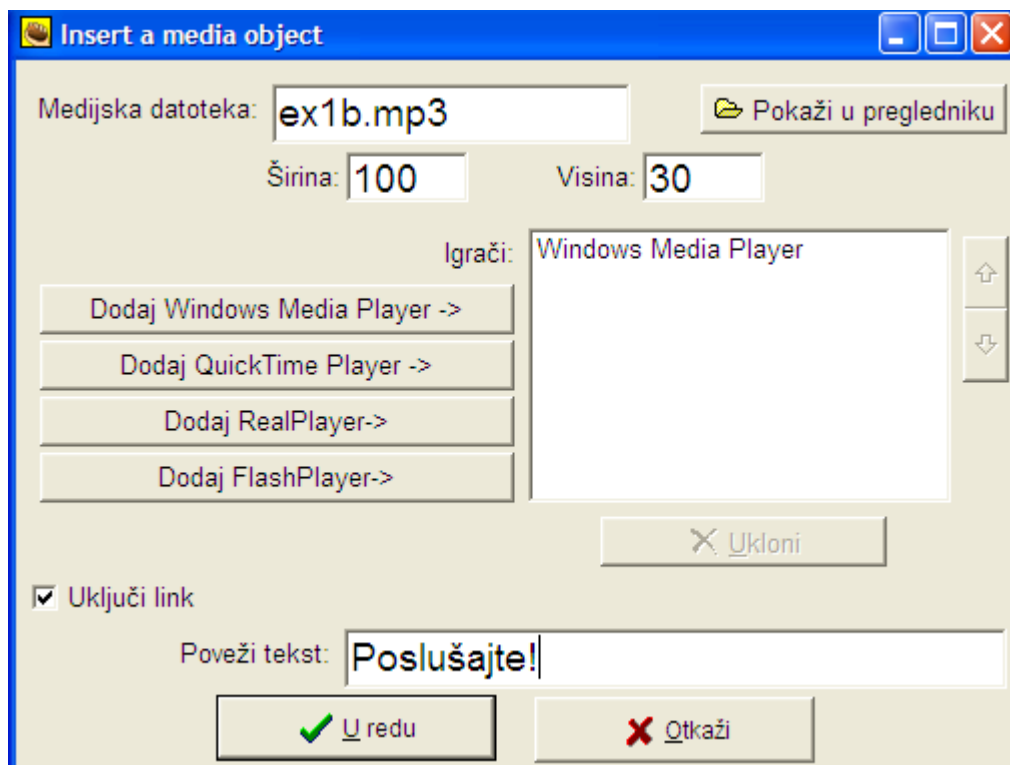 Insert a media object
Medijska datoteka: ex1b.mp3 Pokaži u pregledniku
Širina: 100 Visina: 30
Igrači: Windows Media Player
Dodaj Windows Media Player ->
Dodaj QuickTime Player ->
Dodaj RealPlayer->
Dodaj FlashPlayer->
Ukloni
Uključi link
Poveži tekst: Poslušajte!
U redu Otkaži